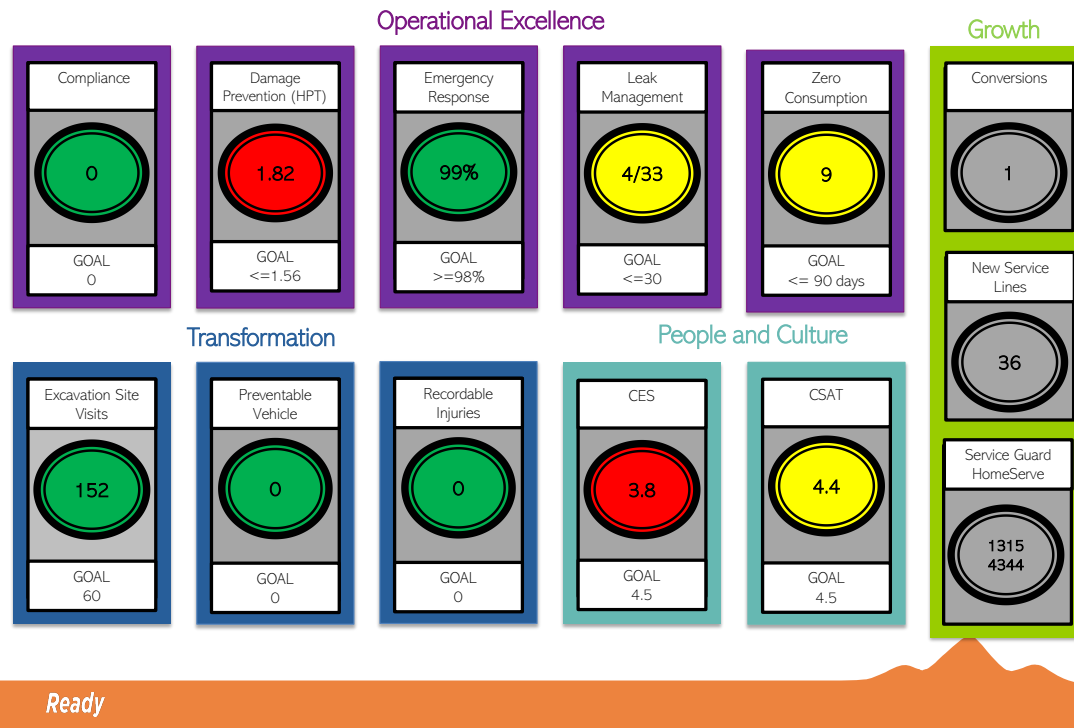 Operational Excellence
Growth
Compliance
0
GOAL
0
Damage
Prevention (HPT)
1.82
GOAL
<=1.56
Emergency
Response
99%
GOAL
>=98%
Leak
Management
4/33
GOAL
<=30
Zero
Consumption
9
GOAL
<= 90 days
Conversions
1
New Service
Lines
36
Service Guard
HomeServe
1315
4344
Transformation
People and Culture
Excavation Site
Visits
152
GOAL
60
Preventable
Vehicle
0
GOAL
0
Recordable
Injuries
0
GOAL
0
CES
3.8
GOAL
4.5
CSAT
4.4
GOAL
4.5
Ready